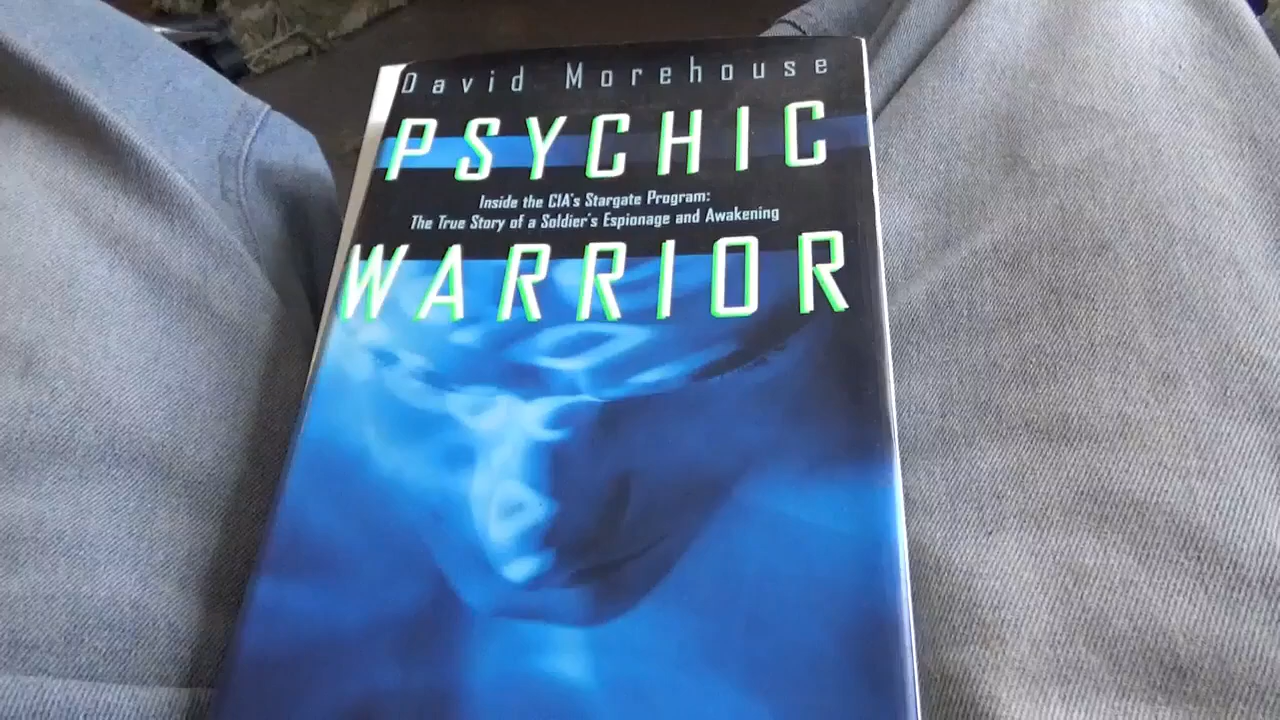 David Morehouse
PSYCHIC
Inside the CIA's Stargate Program:
The True Story of a Soldier's Espionage and Awakening
WARRIOR